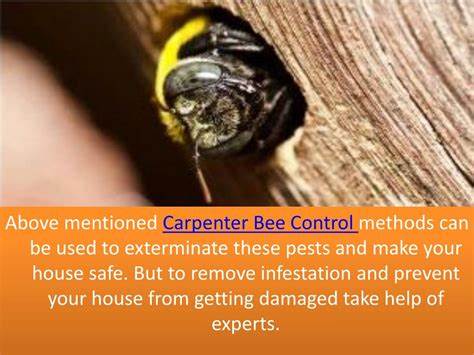 Above mentioned Carpenter Bee Control methods can
be used to exterminate these pests and make your
house safe. But to remove infestation and prevent
your house from getting damaged take help of
experts.